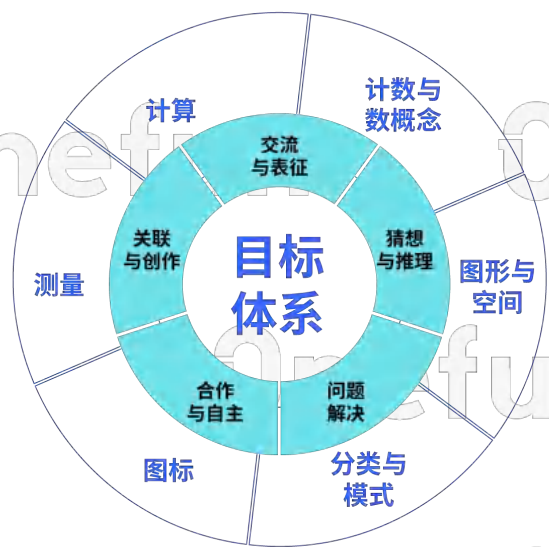 计算
计数与
数概念
交流
与表征
关联
与创作
猜想
与推理
目标
体系
测量
图形与
空间
合作
与自主
问题
解决
图标
分类与
模式